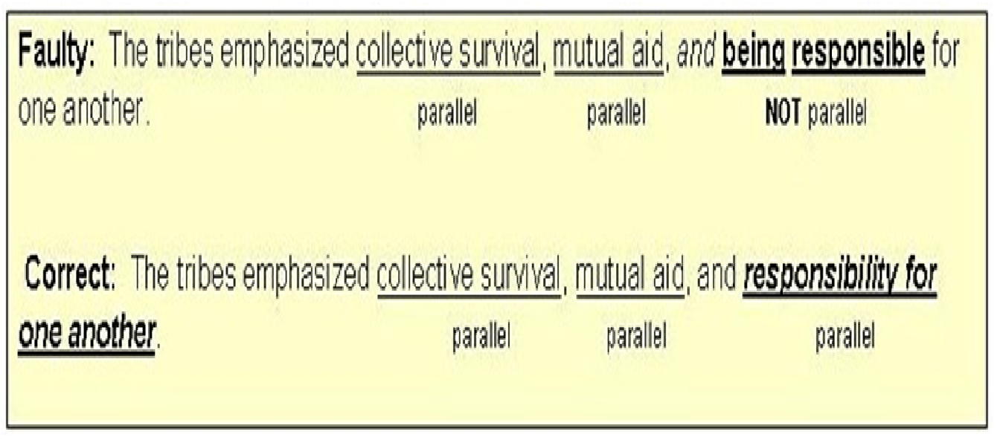 Faulty: The tribes emphasized collective survival, mutual aid, and being responsible for
one another. parallel parallel NOT parallel
Correct: The tribes emphasized collective survival, mutual aid, and responsibility for
one another. parallel parallel parallel